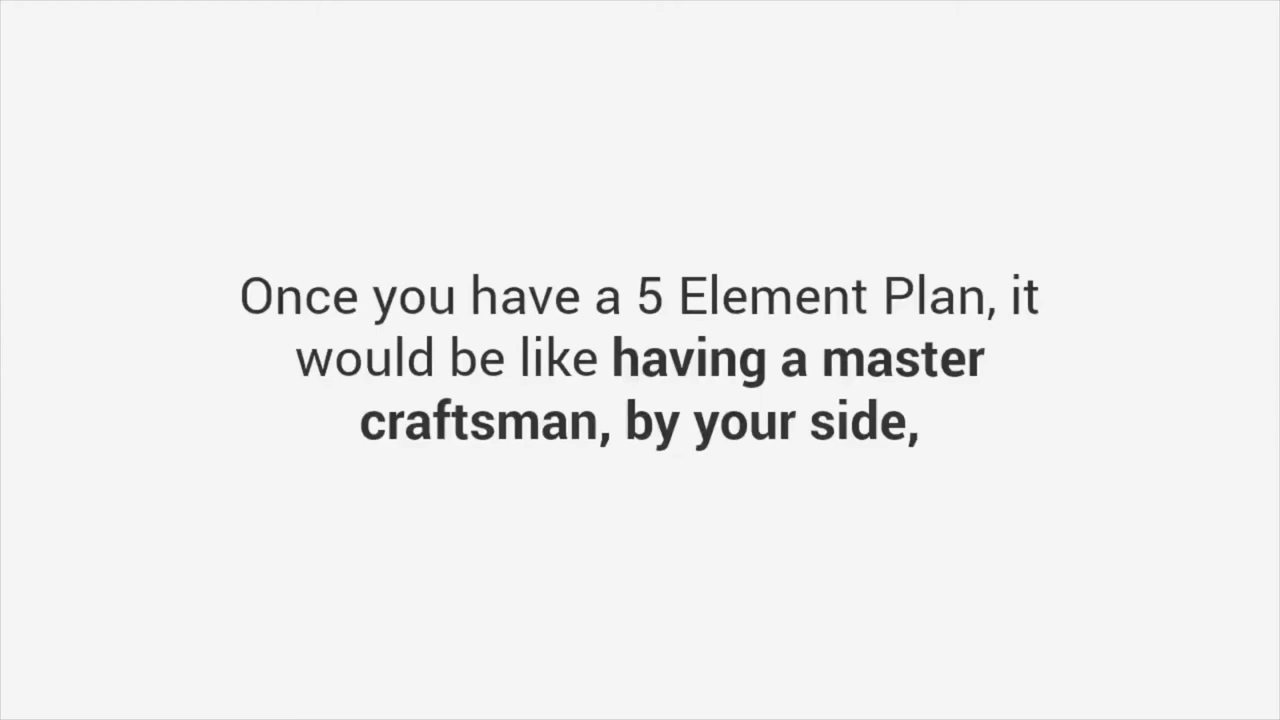 Once you have a 5 Element Plan, it
would be like having a master
craftsman, by your side,